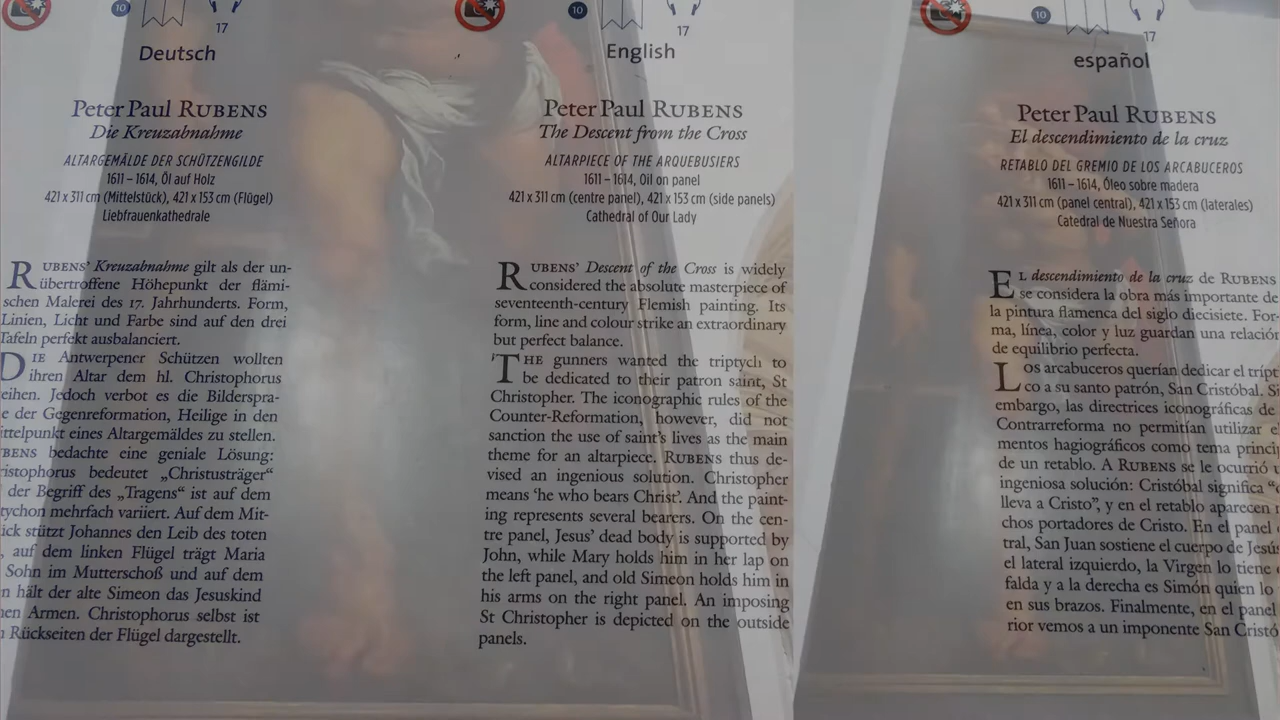 10
17
Deutsch
Peter Paul RUBENS
Die Kreuzabnahme
ALTARGEMÄLDE DER SCHÜTZENGILDE
1611 – 1614, Öl auf Holz
421 x 311 cm (Mittelstück), 421 x 153 cm (Flügel)
Liebfrauenkathedrale
RUBENS’ Kreuzabnahme gilt als der un-
übertroffene Höhepunkt der flämi-
schen Malerei des 17. Jahrhunderts. Form,
Linien, Licht und Farbe sind auf den drei
Tafeln perfekt ausbalanciert.
DIE Antwerpener Schützen wollten
ihren Altar dem hl. Christophorus
eihen. Jedoch verbot es die Bilderspra-
e der Gegenreformation, Heilige in den
ittelpunkt eines Altargemäldes zu stellen.
BENS bedachte eine geniale Lösung:
istophorus bedeutet „Christusträger“
der Begriff des „Tragens“ ist auf dem
tychon mehrfach variiert. Auf dem Mit-
ick stützt Johannes den Leib des toten
, auf dem linken Flügel trägt Maria
Sohn im Mutterschoß und auf dem
n hält der alte Simeon das Jesuskind
en Armen. Christophorus selbst ist
Rückseiten der Flügel dargestellt.
10
17
English
Peter Paul RUBENS
The Descent from the Cross
ALTARPIECE OF THE ARQUEBUSIERS
1611 – 1614, Oil on panel
421 x 311 cm (centre panel), 421 x 153 cm (side panels)
Cathedral of Our Lady
RUBENS’ Descent of the Cross is widely
considered the absolute masterpiece of
seventeenth-century Flemish painting. Its
form, line and colour strike an extraordinary
but perfect balance.
‘THE gunners wanted the triptych to
be dedicated to their patron saint, St
Christopher. The iconographic rules of the
Counter-Reformation, however, did not
sanction the use of saint’s lives as the main
theme for an altarpiece. RUBENS thus de-
vised an ingenious solution. Christopher
means ‘he who bears Christ’. And the paint-
ing represents several bearers. On the cen-
tre panel, Jesus’ dead body is supported by
John, while Mary holds him in her lap on
the left panel, and old Simeon holds him in
his arms on the right panel. An imposing
St Christopher is depicted on the outside
panels.
10
17
español
Peter Paul RUBENS
El descendimiento de la cruz
RETABLO DEL GREMIO DE LOS ARCABUCEROS
1611 – 1614, Óleo sobre madera
421 x 311 cm (panel central), 421 x 153 cm (laterales)
Catedral de Nuestra Señora
EL descendimiento de la cruz de RUBENS
se considera la obra más importante de
la pintura flamenca del siglo diecisiete. For-
ma, línea, color y luz guardan una relación
de equilibrio perfecta.
Los arcabuceros querían dedicar el trípt
co a su santo patrón, San Cristóbal. Si
embargo, las directrices iconográficas de
Contrarreforma no permitían utilizar el
mentos hagiográficos como tema princi
de un retablo. A RUBENS se le ocurrió u
ingeniosa solución: Cristóbal significa “
lleva a Cristo”, y en el retablo aparecen
chos portadores de Cristo. En el panel
tral, San Juan sostiene el cuerpo de Jesú
el lateral izquierdo, la Virgen lo tiene
falda y a la derecha es Simón quien lo
en sus brazos. Finalmente, en el panel
rior vemos a un imponente San Cristó